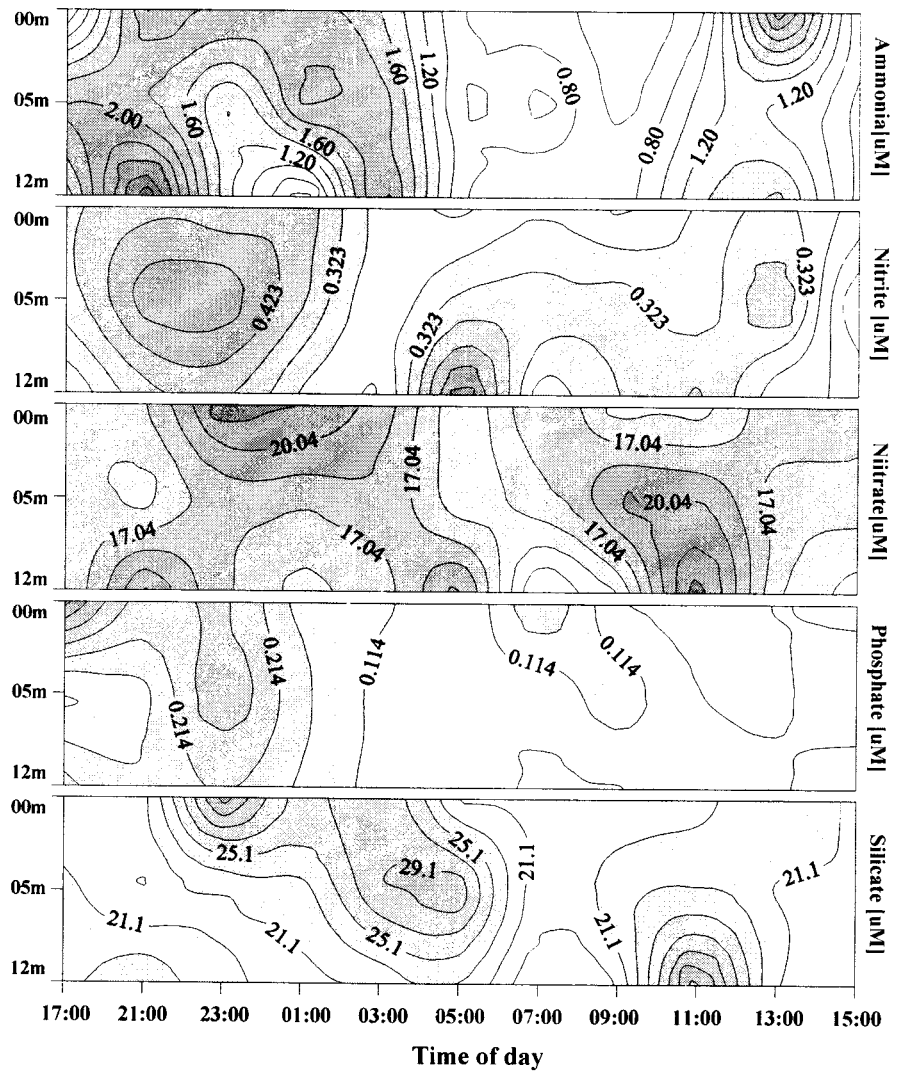 00m
05m
12m
2.00
1.60
1.60
1.20
1.60
1.20
0.80
0.80
1.20
1.20
Ammonia[uM]
00m
05m
12m
0.423
0.323
0.323
0.323
0.323
Nitrite [uM]
00m
05m
12m
17.04
20.04
17.04
17.04
17.04
17.04
20.04
17.04
Niitrate[uM]
00m
05m
12m
0.214
0.214
0.114
0.114
0.114
Phosphate [uM]
00m
05m
12m
21.1
25.1
21.1
25.1
29.1
25.1
21.1
21.1
21.1
Silicate [uM]
17:00 21:00 23:00 01:00 03:00 05:00 07:00 09:00 11:00 13:00 15:00
Time of day